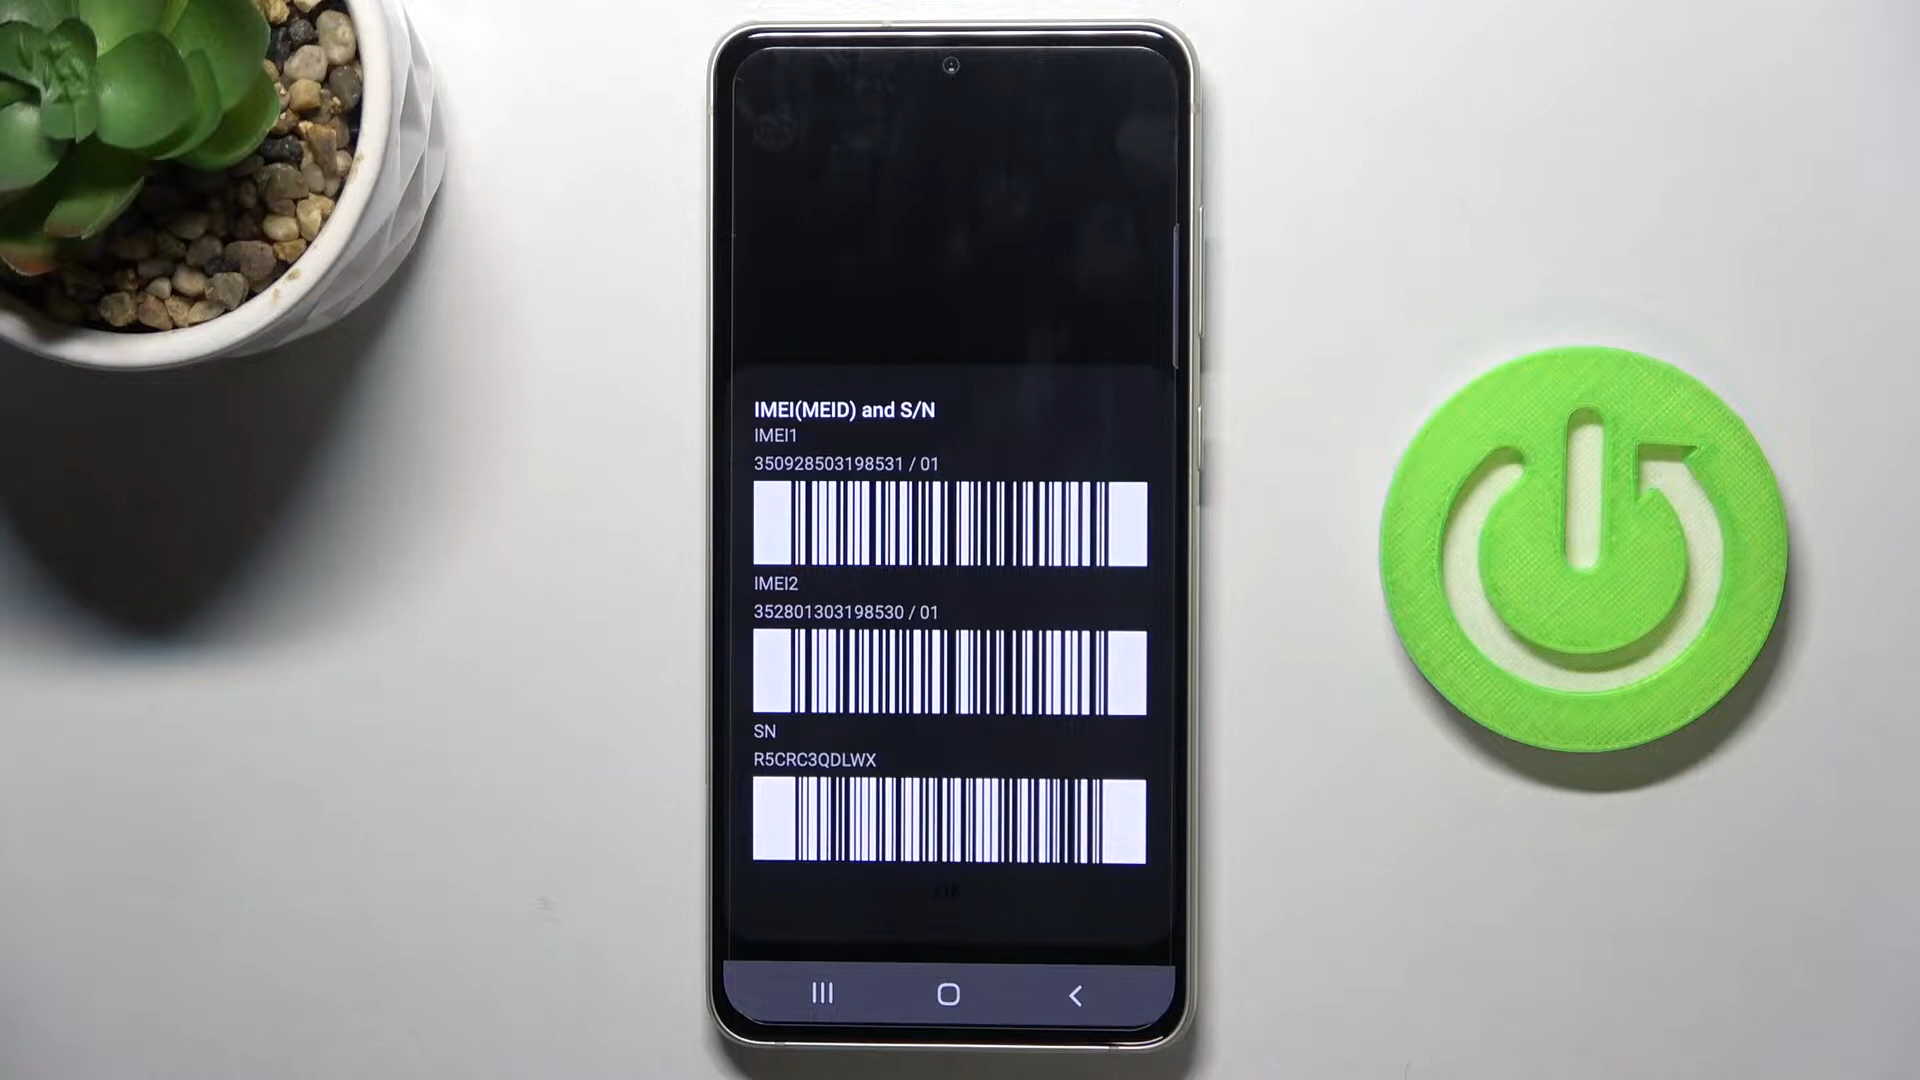 IMEI(MEID) and S/N
IMEI1
350928503198531 / 01
IMEI2
352801303198530 / 01
SN
R5CRC3QDLWX